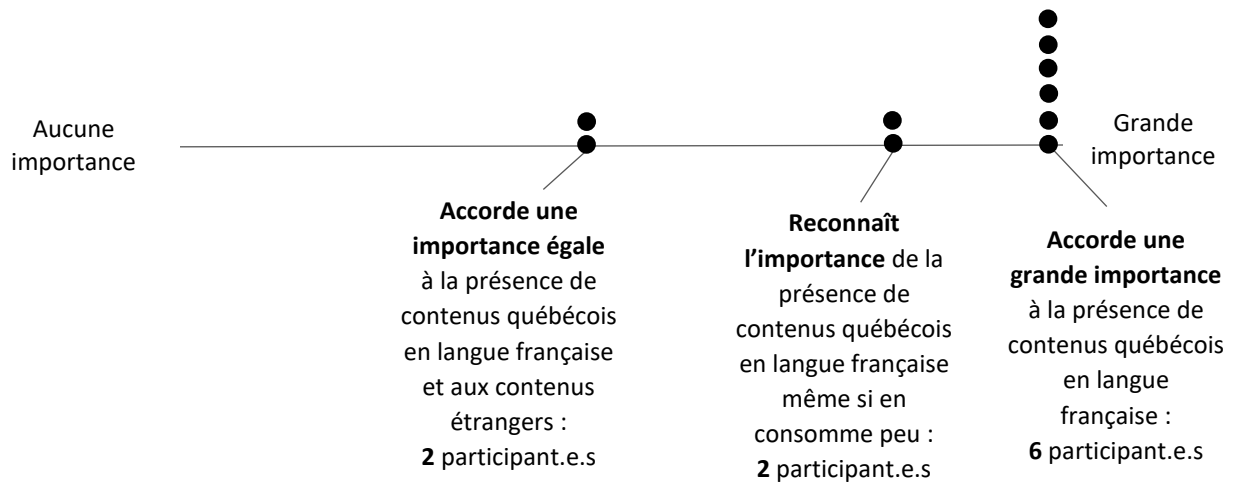 Aucune
importance
Grande
importance
Accorde une
importance égale
à la présence de
contenus québécois
en langue française
et aux contenus
étrangers :
2 participant.e.s
Reconnaît
l’importance de la
présence de
contenus québécois
en langue française
même si en
consomme peu :
2 participant.e.s
Accorde une
grande importance
à la présence de
contenus québécois
en langue
française :
6 participant.e.s